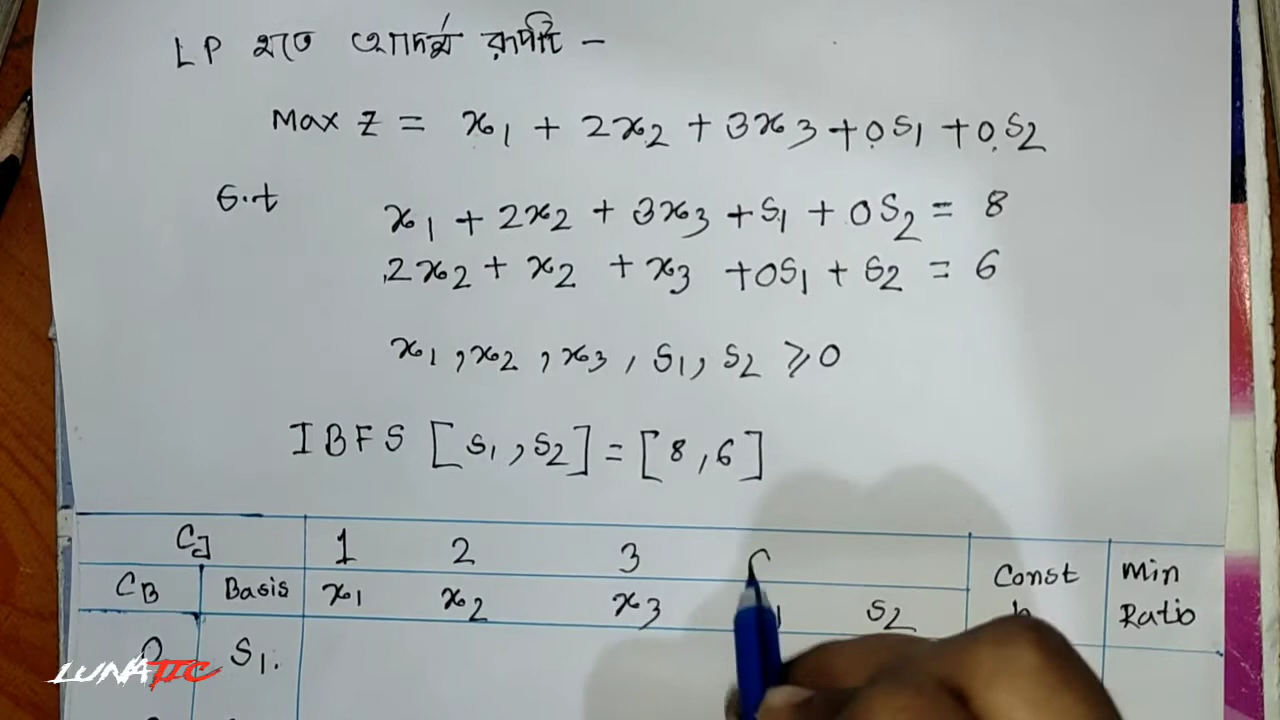 LP হতে আদর্শ রূপটি -
Max Z = x₁ + 2x₂ + 3x₃ + 0.S₁ + 0.S₂
S.t
x₁ + 2x₂ + 3x₃ + S₁ + 0S₂ = 8
2x₂ + x₂ + x₃ + 0S₁ + S₂ = 6
x₁, x₂, x₃, S₁, S₂ ⩾ 0
IBFS [S₁, S₂] = [8, 6]
Cj 1 2 3
CB Basis x₁ x₂ x₃ S₂ Const Min Ratio
0 S₁.
LUNATIC